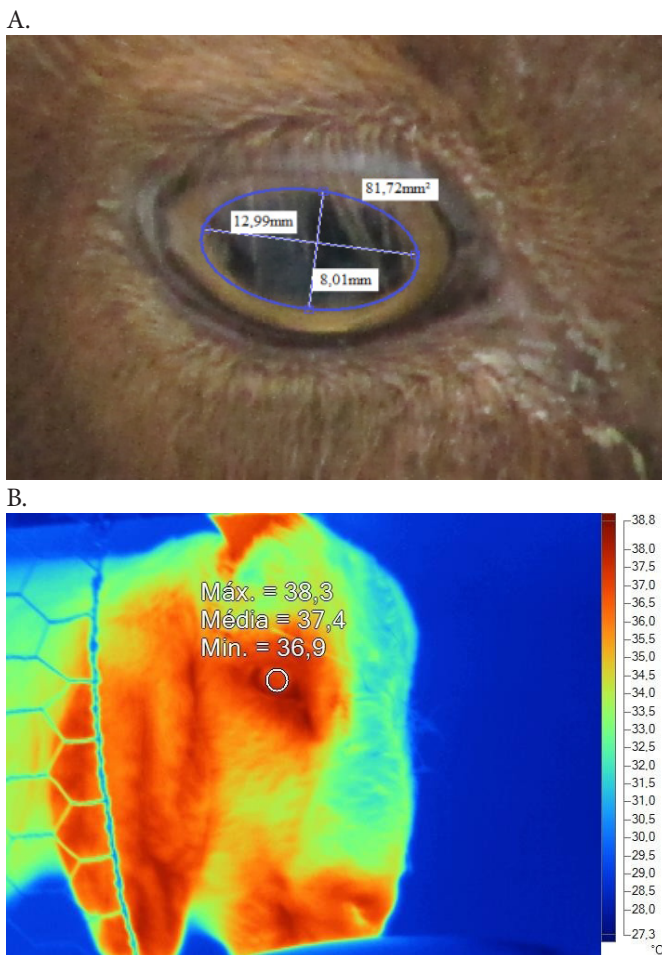 A.
81,72mm²
12,99mm
8,01mm
B.
Máx. = 38,3
Média = 37,4
Min. = 36,9
38,8
38,0
37,5
37,0
36,5
36,0
35,5
35,0
34,5
34,0
33,5
33,0
32,5
32,0
31,5
31,0
30,5
30,0
29,5
29,0
28,5
28,0
27,3
°C